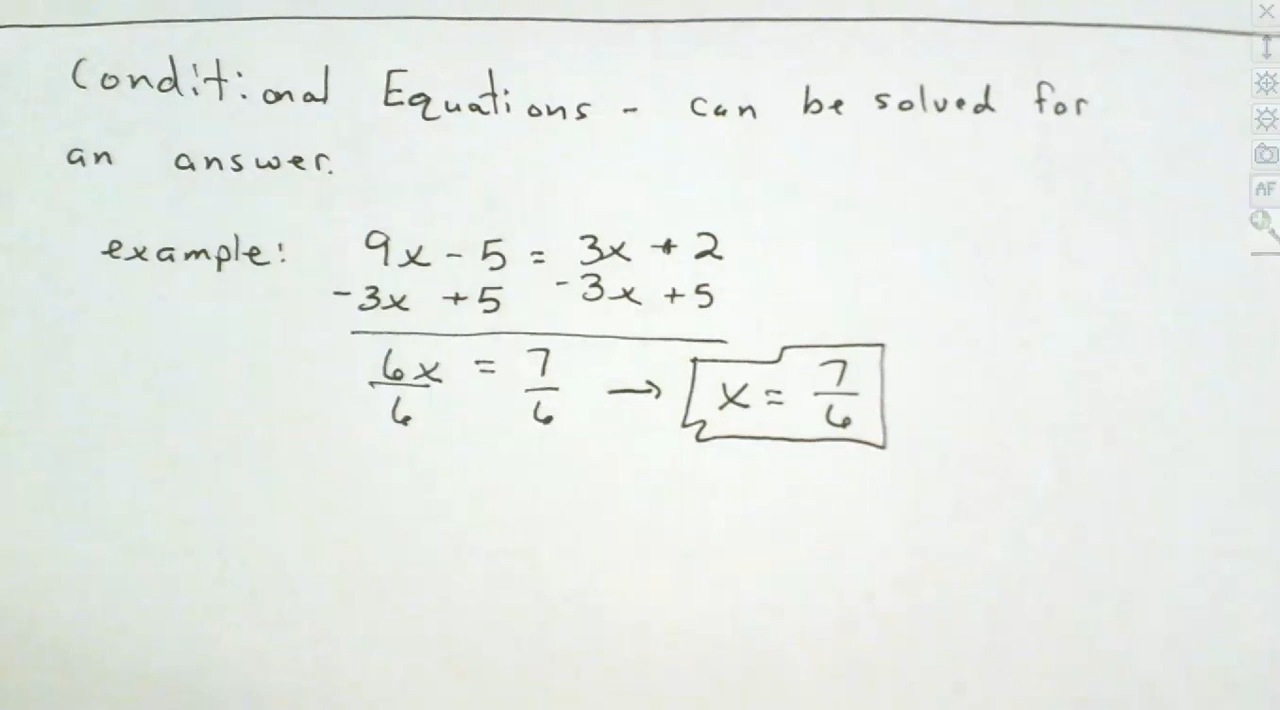 Conditional Equations - can be solved for
an answer.
example: 9x - 5 = 3x + 2
-3x +5 -3x +5
6x/6 = 7/6 → x = 7/6
AF